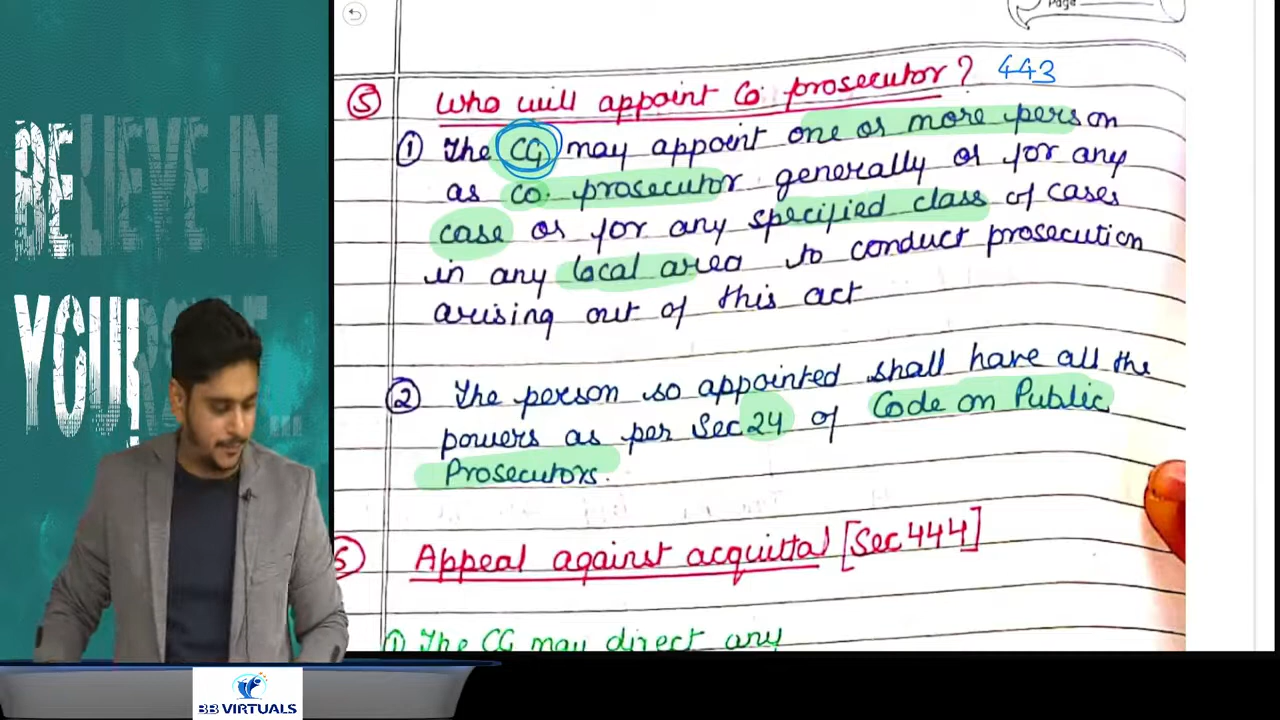 BELIEVE IN
YOURSELF...
Page
5 Who will appoint Co. prosecutor? 443
① The CG may appoint one or more person
as co. prosecutor generally or for any
case or for any specified class of cases
in any local area to conduct prosecution
arising out of this act
② The person so appointed shall have all the
powers as per Sec 24 of Code on Public
Prosecutors.
6 Appeal against acquittal [Sec 444]
① The CG may direct any
BB VIRTUALS